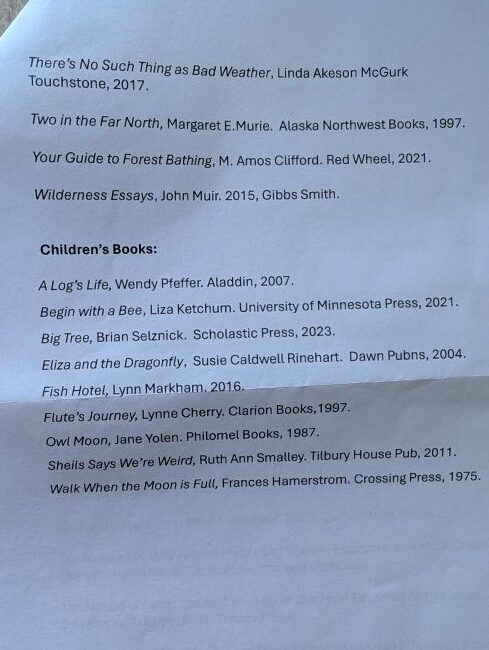 There's No Such Thing as Bad Weather, Linda Akeson McGurk
Touchstone, 2017.
Two in the Far North, Margaret E.Murie. Alaska Northwest Books, 1997.
Your Guide to Forest Bathing, M. Amos Clifford. Red Wheel, 2021.
Wilderness Essays, John Muir. 2015, Gibbs Smith.
Children's Books:
A Log's Life, Wendy Pfeffer. Aladdin, 2007.
Begin with a Bee, Liza Ketchum. University of Minnesota Press, 2021.
Big Tree, Brian Selznick. Scholastic Press, 2023.
Eliza and the Dragonfly, Susie Caldwell Rinehart. Dawn Pubns, 2004.
Fish Hotel, Lynn Markham. 2016.
Flute's Journey, Lynne Cherry. Clarion Books,1997.
Owl Moon, Jane Yolen. Philomel Books, 1987.
Sheils Says We're Weird, Ruth Ann Smalley. Tilbury House Pub, 2011.
Walk When the Moon is Full, Frances Hamerstrom. Crossing Press, 1975.